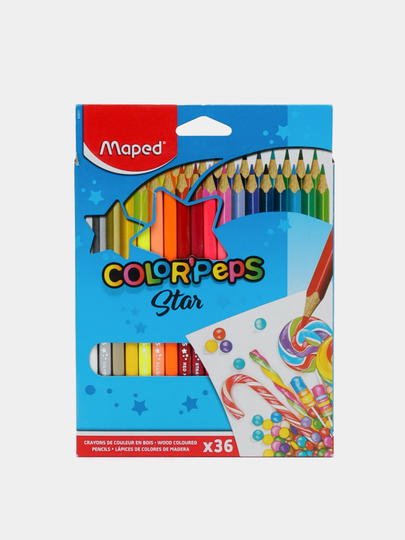 Maped
COLOR'PEPS
Star
CRAYONS DE COULEUR EN BOIS • WOOD COLOURED
PENCILS • LÁPICES DE COLORES DE MADERA
x36